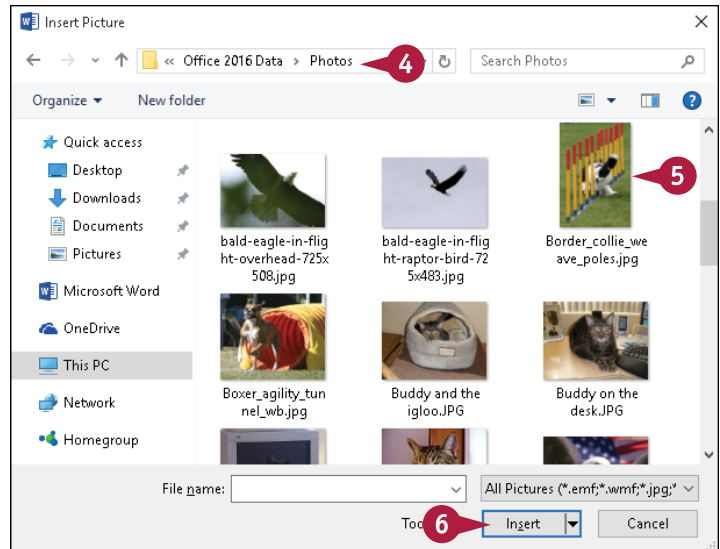 Insert Picture
« Office 2016 Data > Photos
4
Search Photos
Organize
New folder
?
Quick access
Desktop
Downloads
Documents
Pictures
Microsoft Word
OneDrive
This PC
Network
Homegroup
5
bald-eagle-in-flig
ht-overhead-725x
508.jpg
bald-eagle-in-flig
ht-raptor-bird-72
5x483.jpg
Border_collie_we
ave_poles.jpg
Boxer_agility_tun
nel_wb.jpg
Buddy and the
igloo.JPG
Buddy on the
desk.JPG
File name:
All Pictures (*.emf;*.wmf;*.jpg;*
6
Insert
Cancel